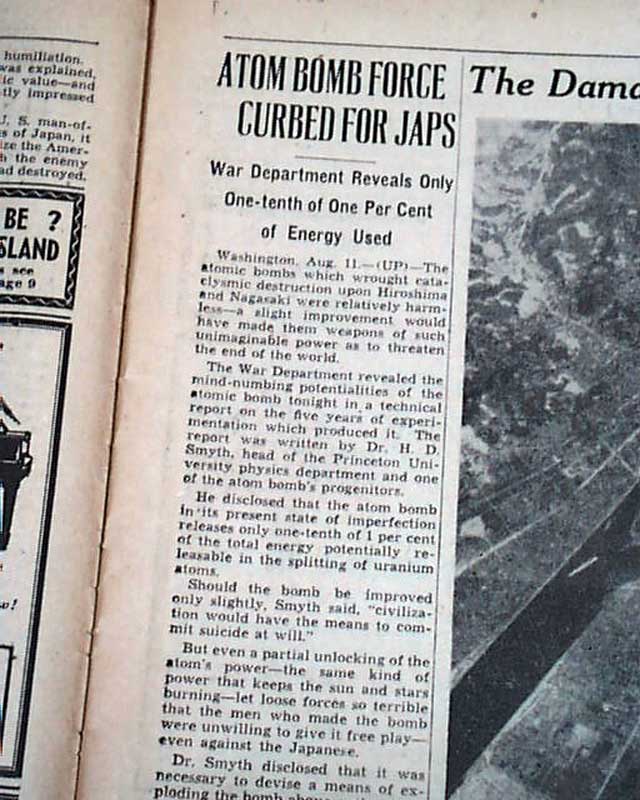 humiliation.
was explained,
ic value—and
tly impressed
U. S. man-of-
s of Japan, it
ize the Amer-
h the enemy
ad destroyed.
BE ?
SLAND
s see
age 9
ATOM BOMB FORCE
CURBED FOR JAPS
War Department Reveals Only
One-tenth of One Per Cent
of Energy Used
Washington, Aug. 11.—(UP)—The
atomic bombs which wrought cata-
clysmic destruction upon Hiroshima
and Nagasaki were relatively harm-
less—a slight improvement would
have made them weapons of such
unimaginable power as to threaten
the end of the world.
The War Department revealed the
mind-numbing potentialities of the
atomic bomb tonight in a technical
report on the five years of experi-
mentation which produced it. The
report was written by Dr. H. D.
Smyth, head of the Princeton Uni-
versity physics department and one
of the atom bomb's progenitors.
He disclosed that the atom bomb
in its present state of imperfection
releases only one-tenth of 1 per cent
of the total energy potentially re-
leasable in the splitting of uranium
atoms.
Should the bomb be improved
only slightly, Smyth said, "civiliza-
tion would have the means to com-
mit suicide at will."
But even a partial unlocking of the
atom's power—the same kind of
power that keeps the sun and stars
burning—let loose forces so terrible
that the men who made the bomb
were unwilling to give it free play—
even against the Japanese.
Dr. Smyth disclosed that it was
necessary to devise a means of ex-
ploding the bomb above
The Dama